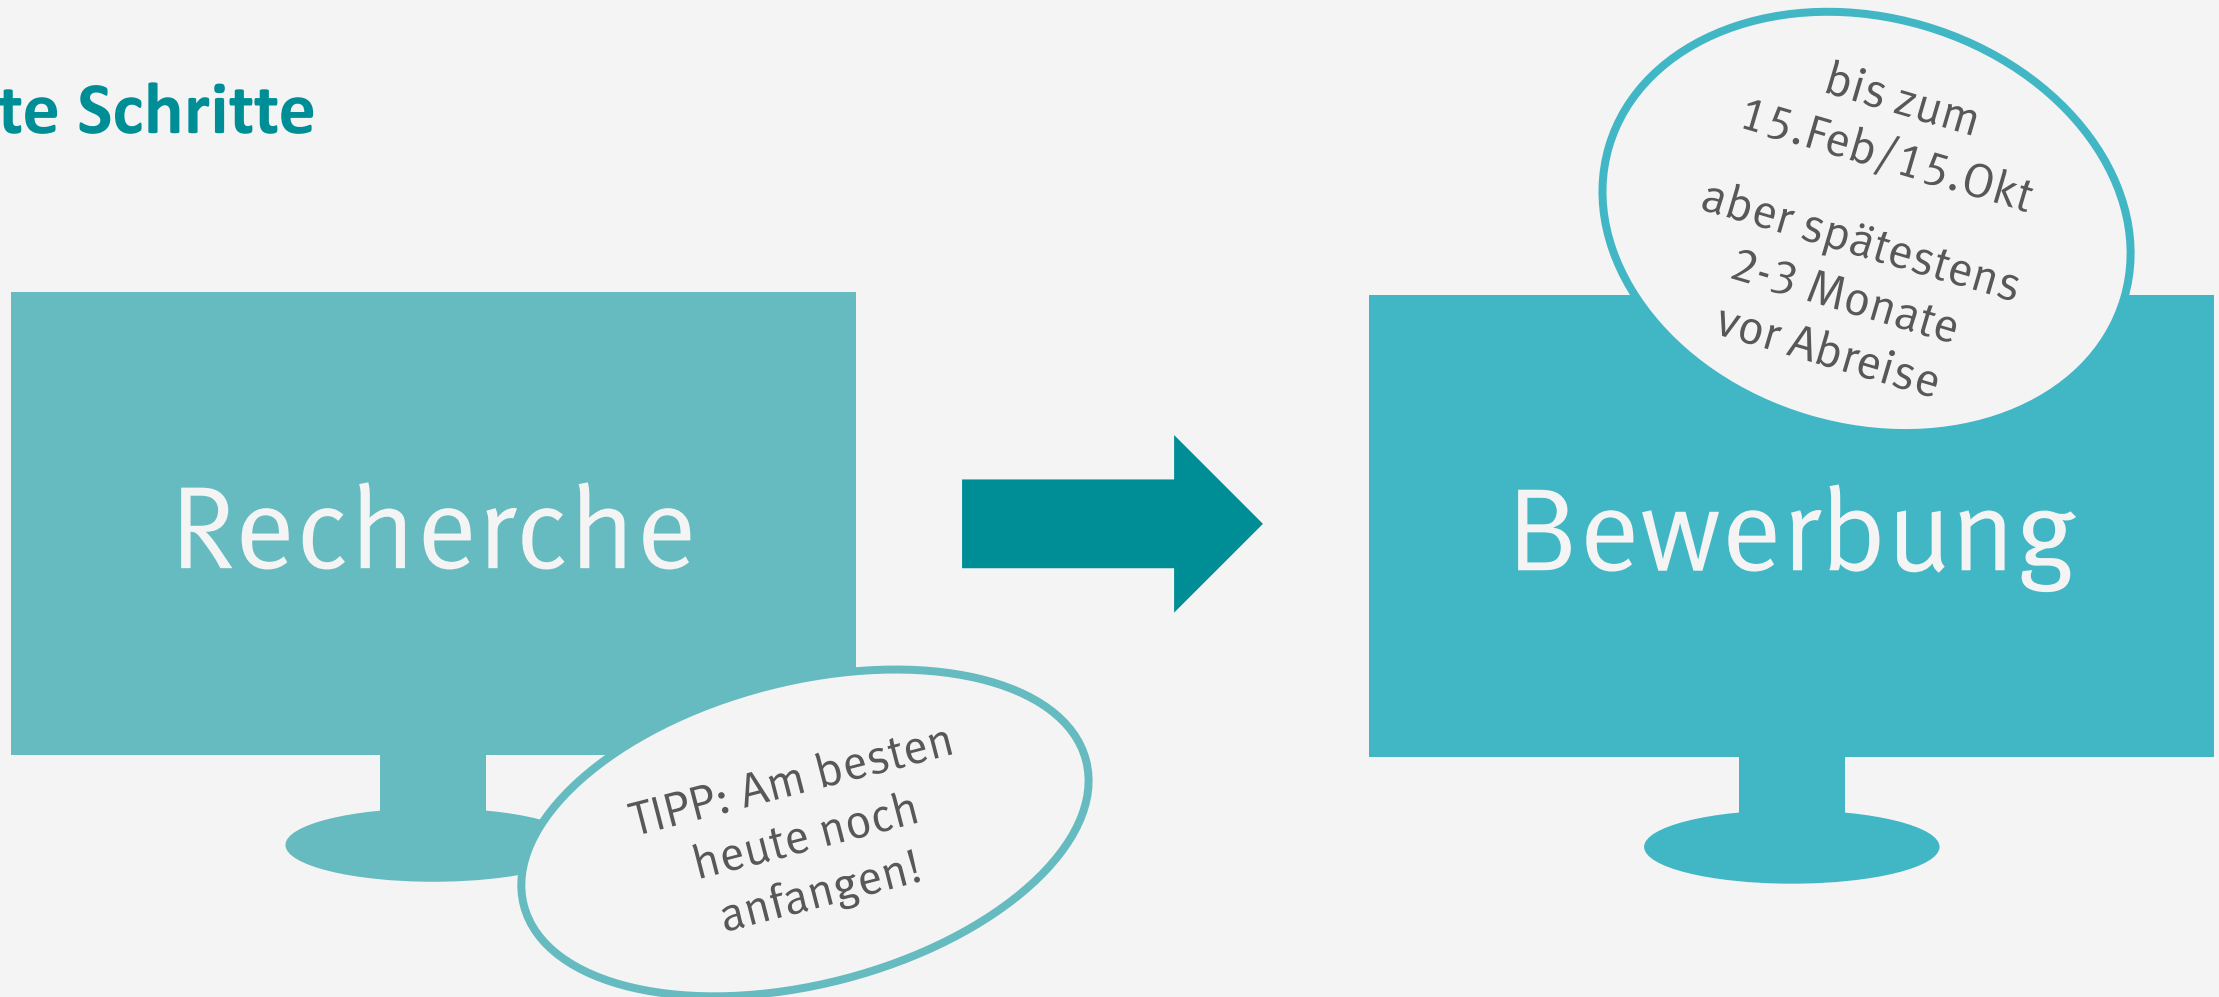 te Schritte
bis zum
15.Feb/15.Okt
aber spätestens
2-3 Monate
vor Abreise
Recherche
Bewerbung
TIPP: Am besten
heute noch
anfangen!